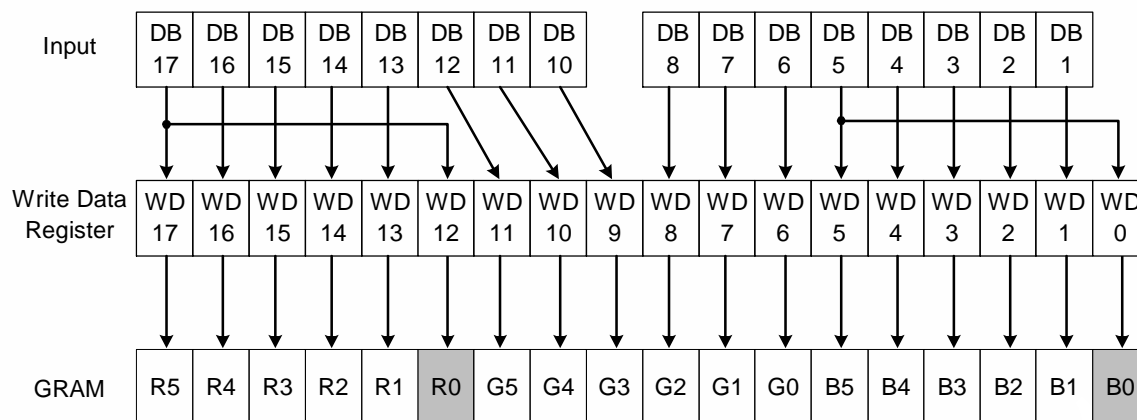 Input DB DB DB DB DB DB DB DB DB DB DB DB DB DB DB DB
17 16 15 14 13 12 11 10 8 7 6 5 4 3 2 1
Write Data WD WD WD WD WD WD WD WD WD WD WD WD WD WD WD WD WD WD
Register 17 16 15 14 13 12 11 10 9 8 7 6 5 4 3 2 1 0
GRAM R5 R4 R3 R2 R1 R0 G5 G4 G3 G2 G1 G0 B5 B4 B3 B2 B1 B0